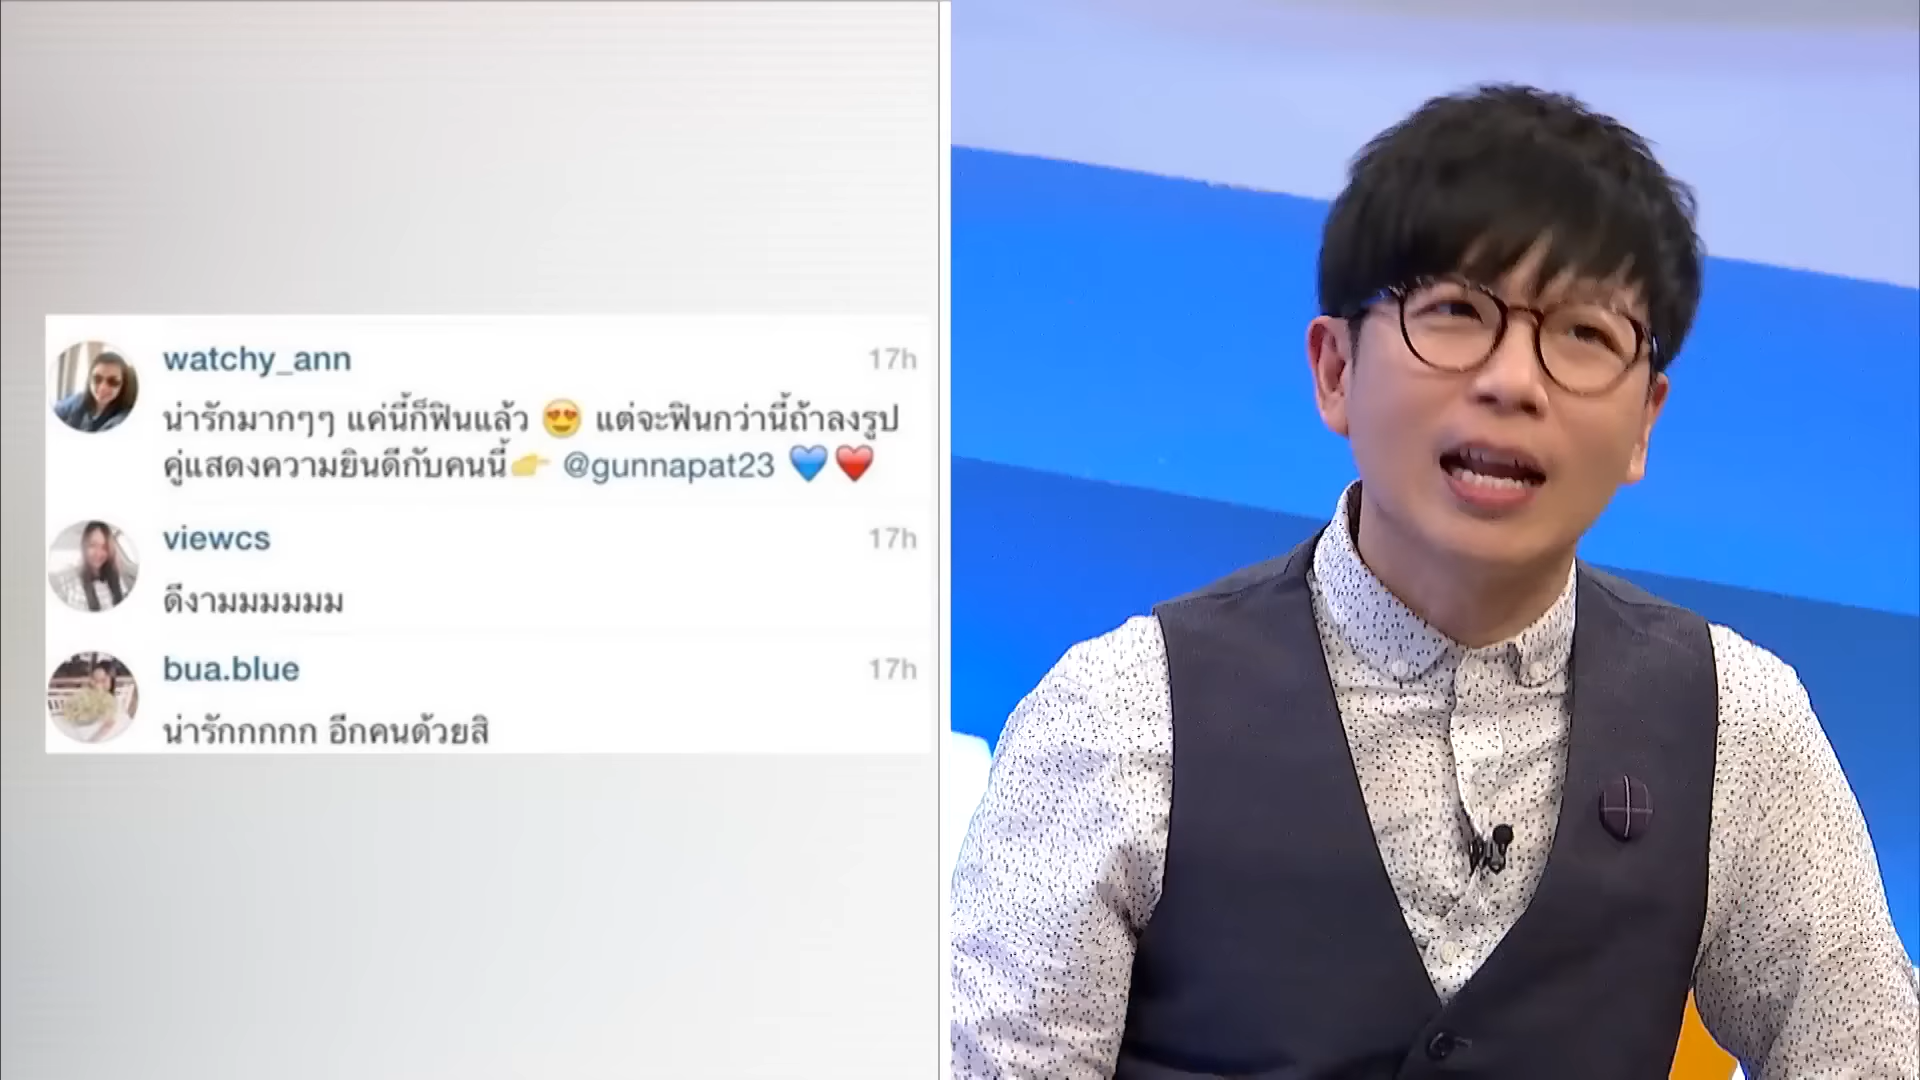 watchy_ann 17h
น่ารักมากๆๆ แค่นี้ก็ฟินแล้ว 😍 แต่จะฟินกว่านี้ถ้าลงรูป
คู่แสดงความยินดีกับคนนี้👉 @gunnapat23 💙❤️
viewcs 17h
ดีงามมมมมม
bua.blue 17h
น่ารักกกกก อีกคนด้วยสิ